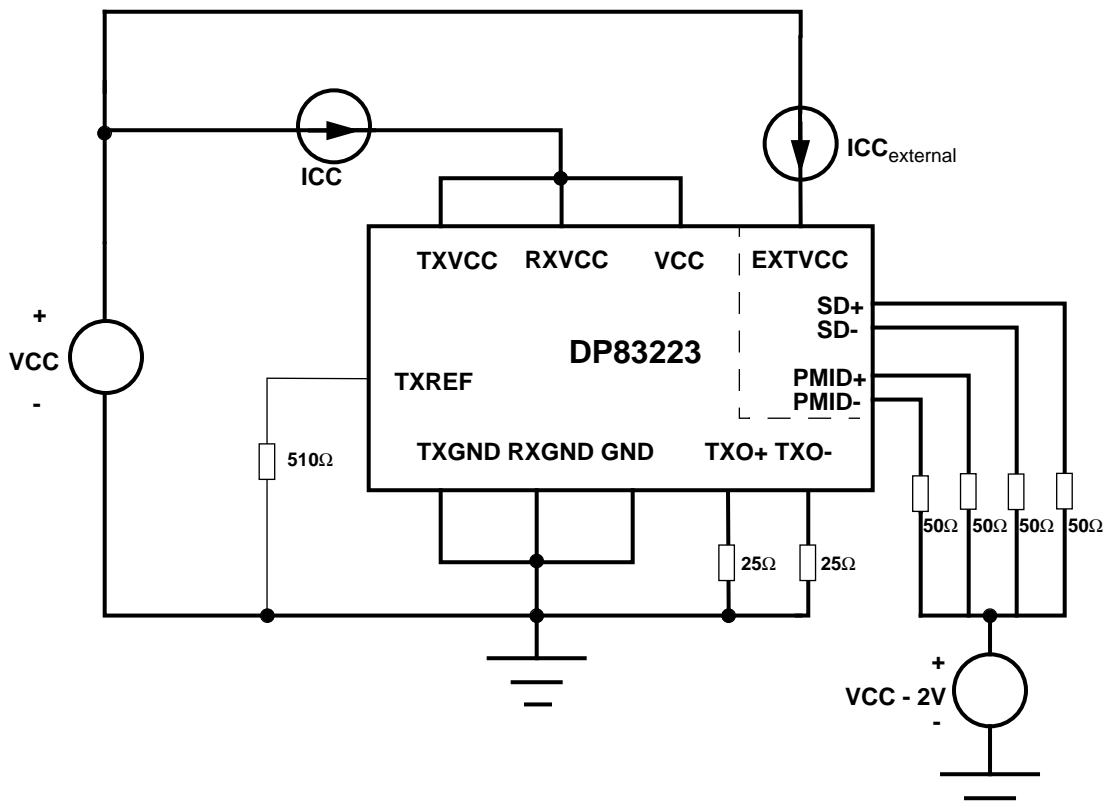 ICC
ICCexternal
TXVCC RXVCC VCC EXTVCC
SD+
SD-
DP83223
+
VCC
-
TXREF
PMID+
PMID-
TXGND RXGND GND TXO+ TXO-
510Ω
50Ω 50Ω 50Ω 50Ω
25Ω 25Ω
+
VCC - 2V
-